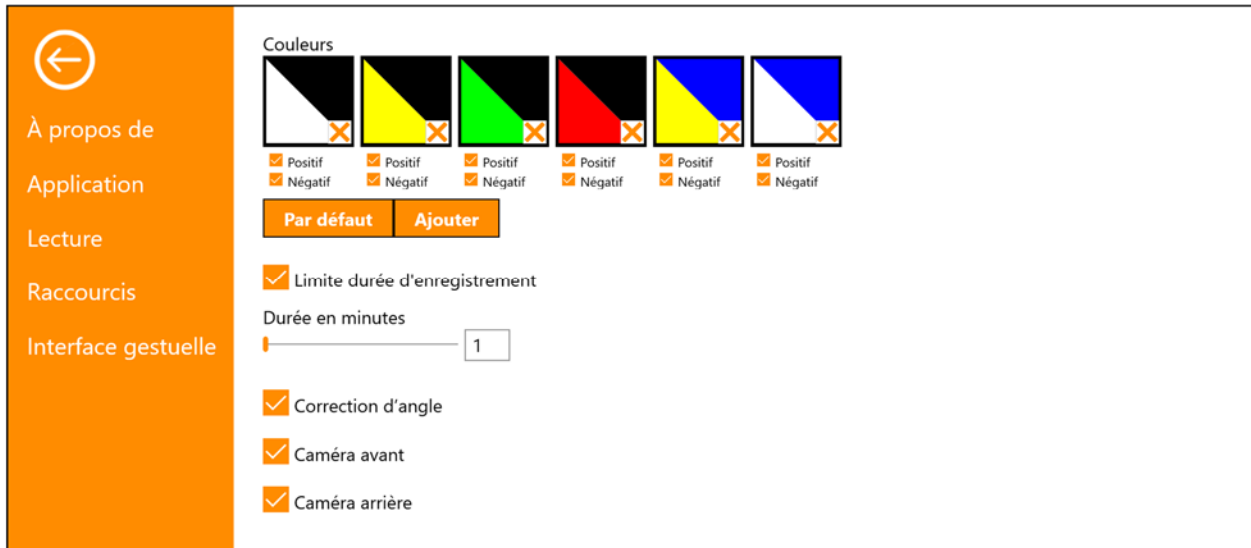 À propos de
Application
Lecture
Raccourcis
Interface gestuelle
Couleurs
Positif Positif Positif Positif Positif Positif
Négatif Négatif Négatif Négatif Négatif Négatif
Par défaut Ajouter
Limite durée d'enregistrement
Durée en minutes
1
Correction d’angle
Caméra avant
Caméra arrière